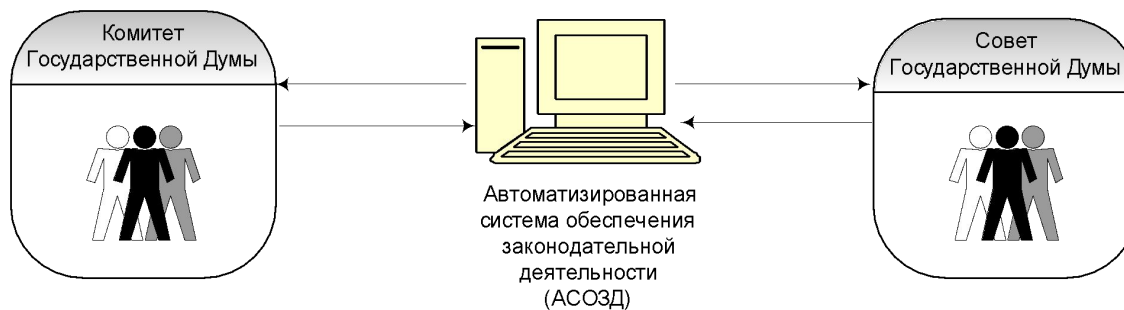 Комитет
Государственной Думы
Совет
Государственной Думы
Автоматизированная
система обеспечения
законодательной
деятельности
(АСОЗД)